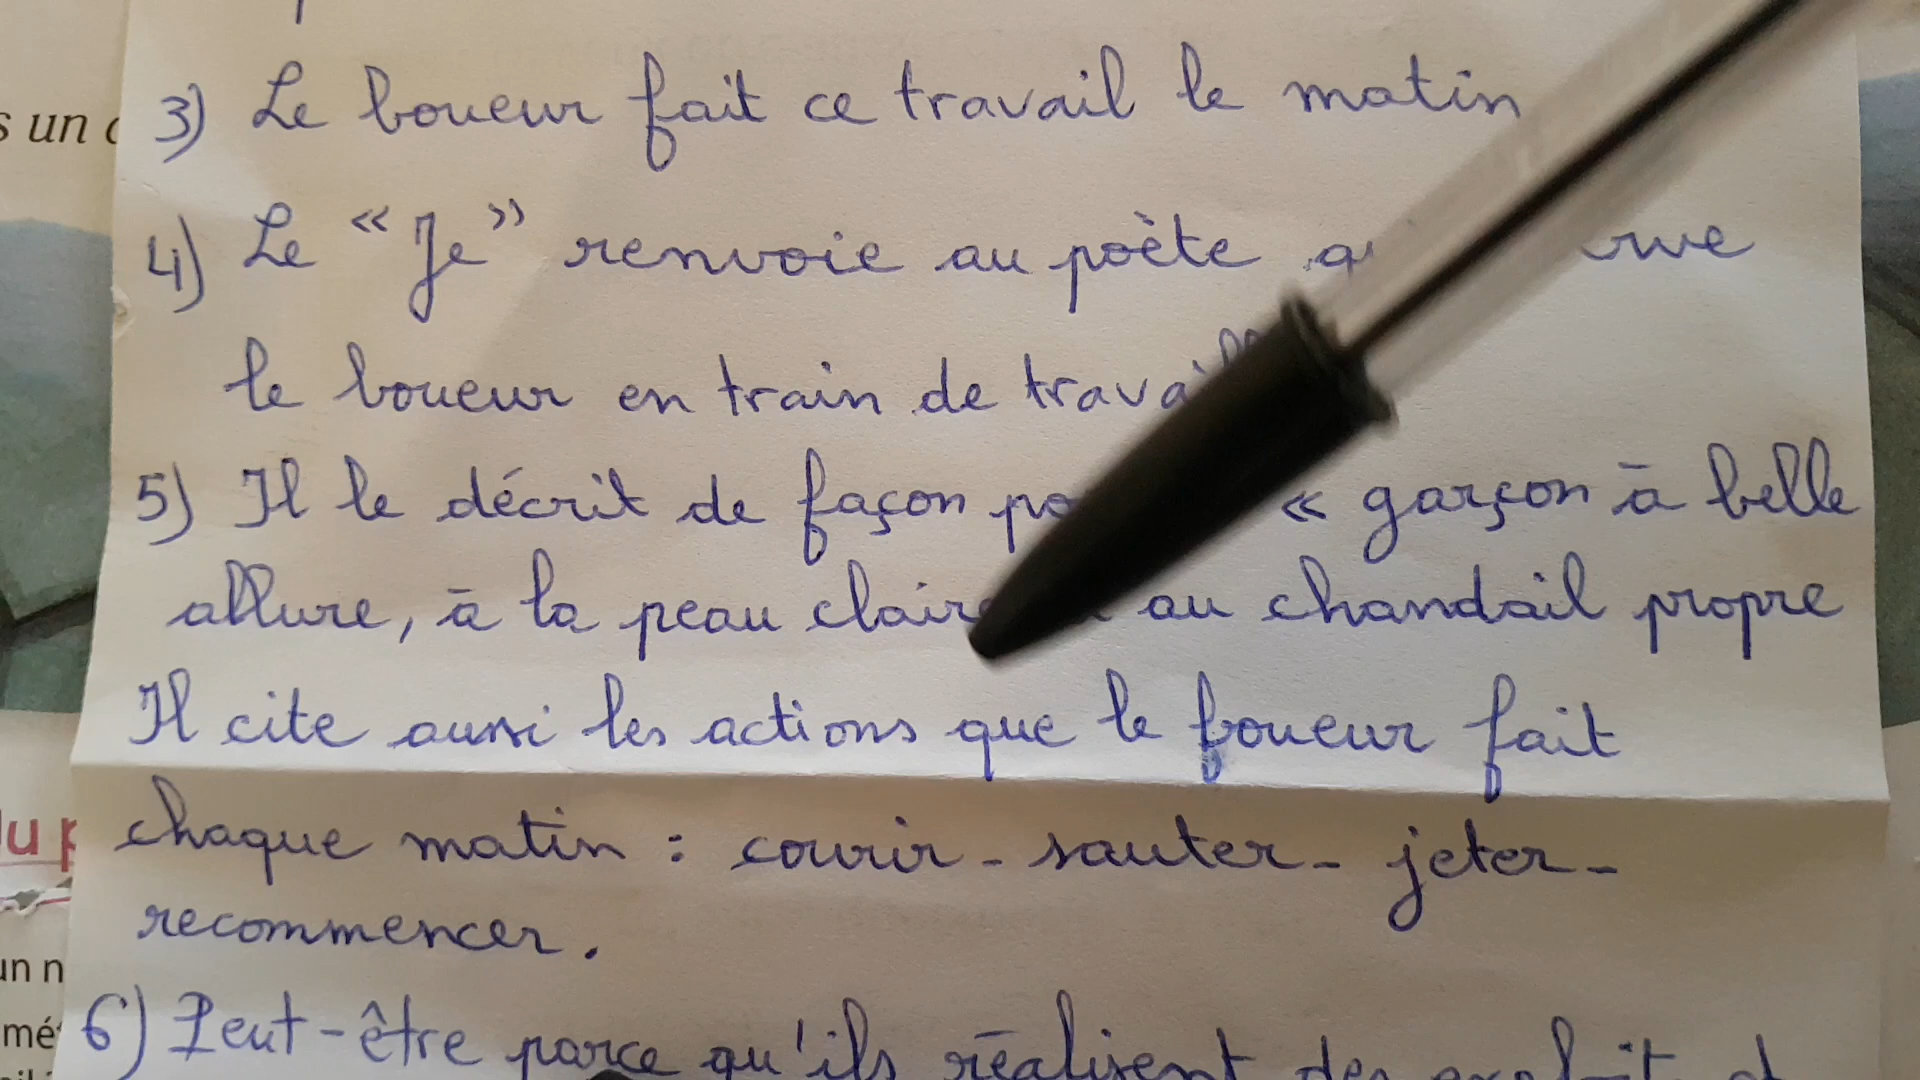 s un
3) Le boueur fait ce travail le matin
4) Le « Je » renvoie au poète
le boueur en train de
5) Il le décrit de façon « garçon à belle
allure, à la peau claire au chandail propre
Il cite aussi les actions que le boueur fait
chaque matin : courir - sauter - jeter -
recommencer.
6) Peut-être parce qu'ils réalisent des